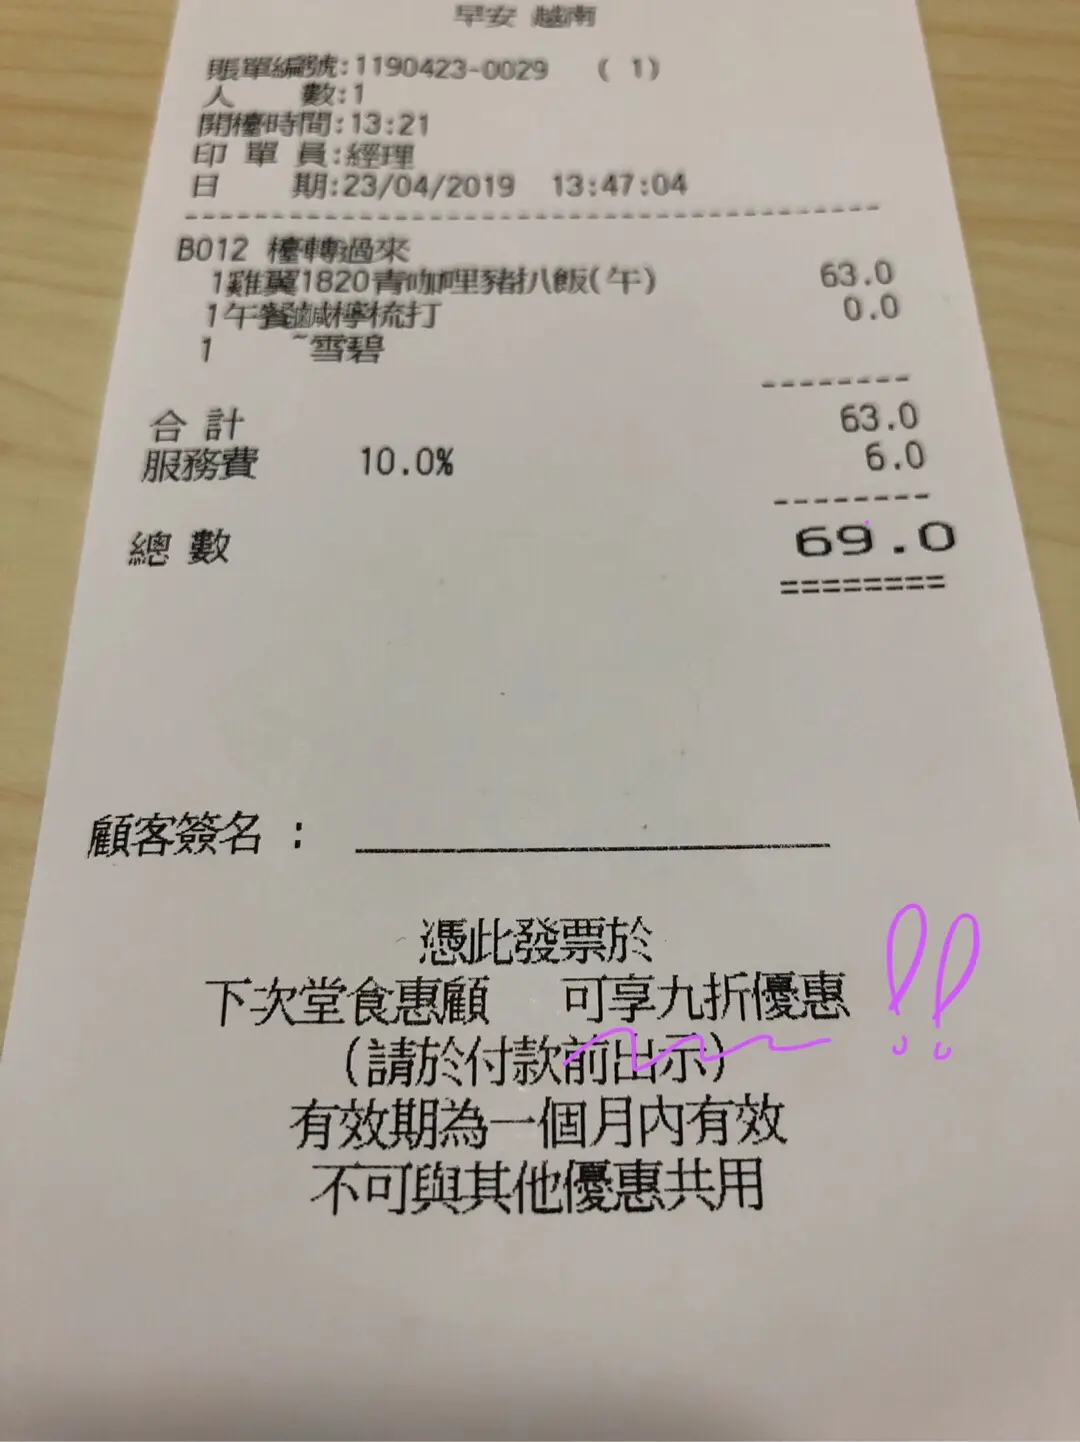 早安 越南
賬單編號:1190423-0029 ( 1)
人 數:1
開檯時間:13:21
印 單 員:經理
日 期:23/04/2019 13:47:04
B012 檯轉過來
1雞翼1820青咖哩豬扒飯(午) 63.0
1午餐鹹檸梳打 0.0
1 ~雪碧
合 計 63.0
服務費 10.0% 6.0
總 數 69.0
顧客簽名 :
憑此發票於
下次堂食惠顧 可享九折優惠 !!
(請於付款前出示)
有效期為一個月內有效
不可與其他優惠共用